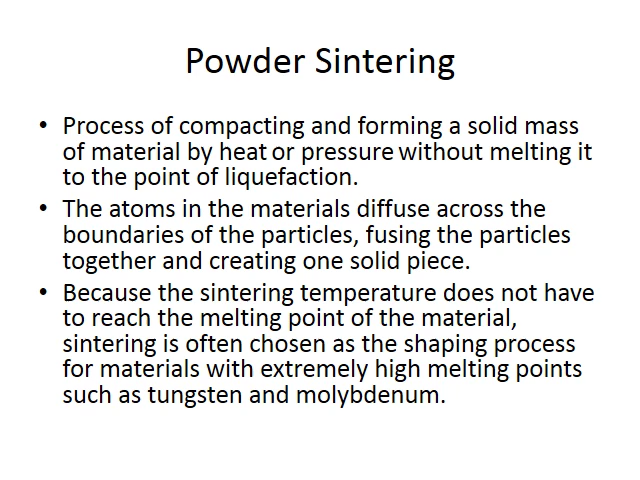 Powder Sintering
• Process of compacting and forming a solid mass
of material by heat or pressure without melting it
to the point of liquefaction.
• The atoms in the materials diffuse across the
boundaries of the particles, fusing the particles
together and creating one solid piece.
• Because the sintering temperature does not have
to reach the melting point of the material,
sintering is often chosen as the shaping process
for materials with extremely high melting points
such as tungsten and molybdenum.